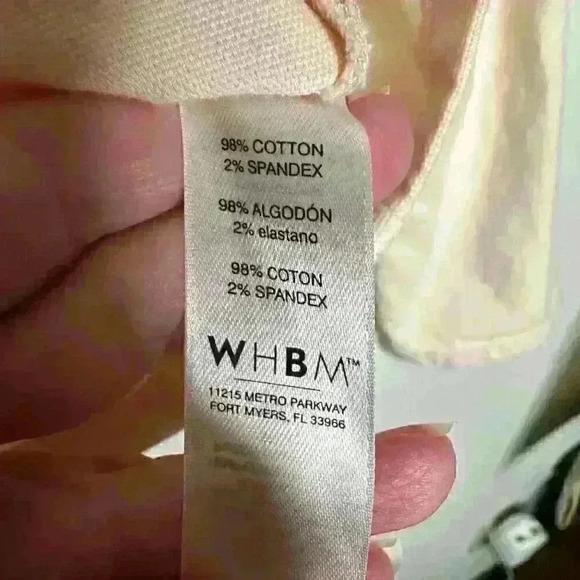 98% COTTON
2% SPANDEX
98% ALGODÓN
2% elastano
98% COTON
2% SPANDEX
WHBM™
11215 METRO PARKWAY
FORT MYERS, FL 33966